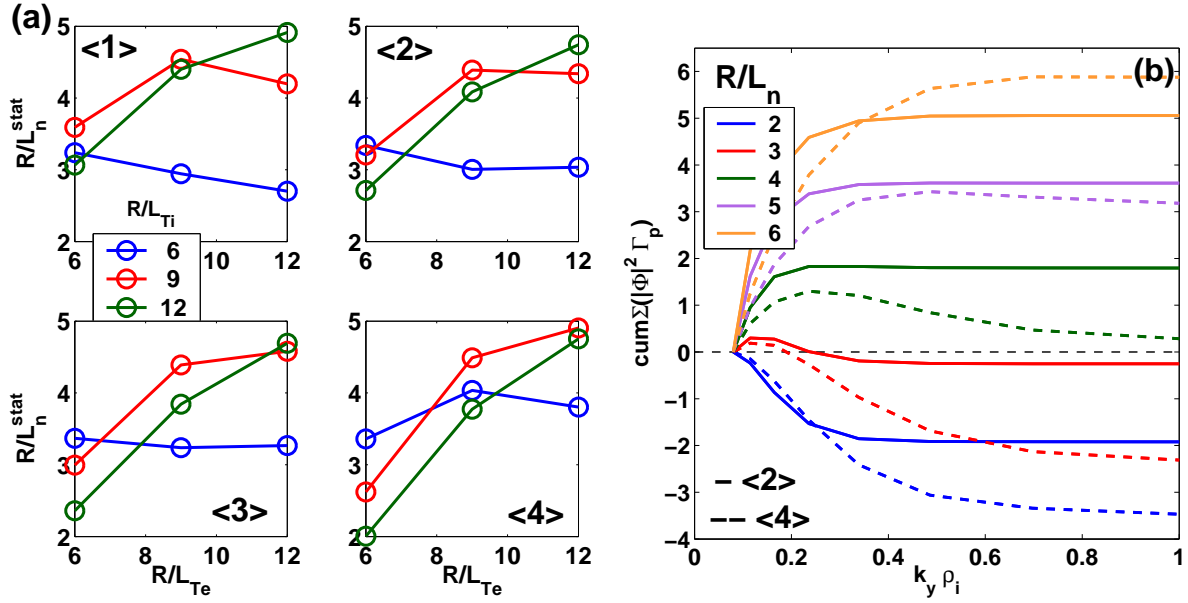 (a)
<1>
<2>
R/L_n^stat
5
4
3
2
5
4
3
2
R/L_Ti
6
9
12
6 8 10 12
6 8 10 12
<3>
<4>
R/L_n^stat
5
4
3
2
5
4
3
2
6 8 10 12
6 8 10 12
R/L_Te
R/L_Te
(b)
R/L_n
2
3
4
5
6
cumΣ(|Φ|² Γ_p)
6
5
4
3
2
1
0
−1
−2
−3
−4
<2>
<4>
0 0.2 0.4 0.6 0.8 1
k_y ρ_i